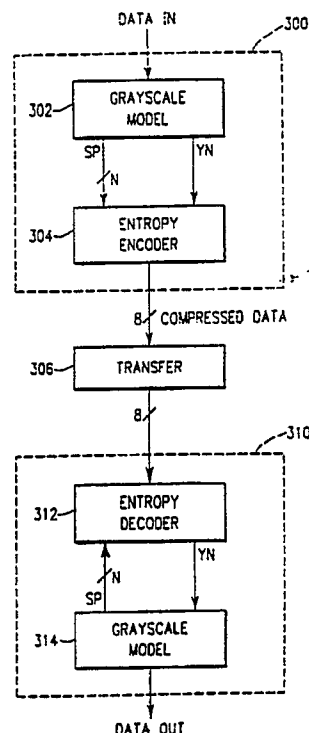 DATA IN
300
302
GRAYSCALE
MODEL
SP
N
YN
304
ENTROPY
ENCODER
8
COMPRESSED DATA
306
TRANSFER
8
310
312
ENTROPY
DECODER
SP
N
YN
314
GRAYSCALE
MODEL
DATA OUT